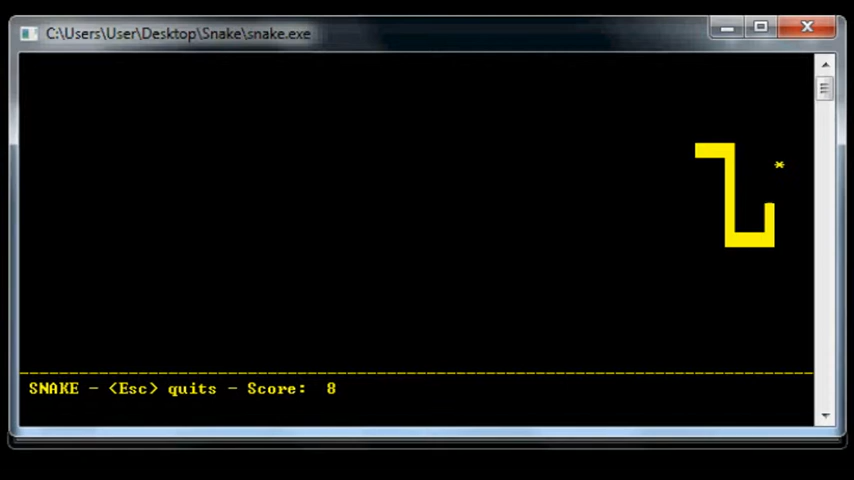 C:\Users\User\Desktop\Snake\snake.exe
*
SNAKE - <Esc> quits - Score:  8